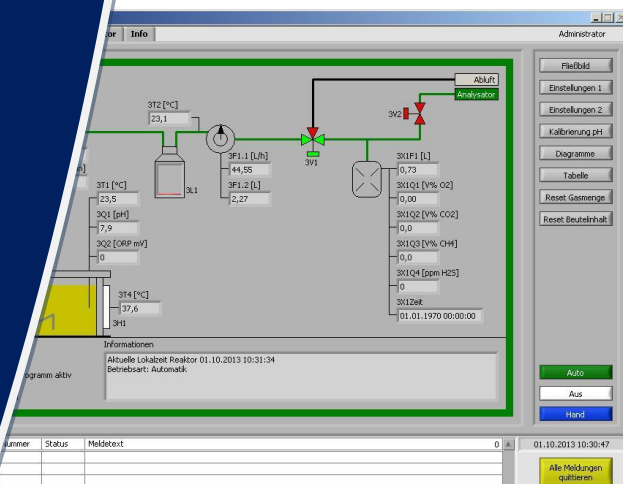 or Info
Administrator
Abluft
Analysator
3T2 [°C]
23,1
3V2
3V1
3F1.1 [L/h]
44,55
3F1.2 [L]
2,27
3L1
3X1F1 [L]
0,73
3X1Q1 [V% O2]
0,00
3X1Q2 [V% CO2]
0,0
3X1Q3 [V% CH4]
0,0
3X1Q4 [ppm H2S]
0
3X1Zeit
01.01.1970 00:00:00
3T1 [°C]
23,5
3Q1 [pH]
7,9
3Q2 [ORP mV]
0
3T4 [°C]
37,6
3H1
Informationen
Aktuelle Lokalzeit Reaktor 01.10.2013 10:31:34
Betriebsart: Automatik
ogramm aktiv
Fließbild
Einstellungen 1
Einstellungen 2
Kalibrierung pH
Diagramme
Tabelle
Reset Gasmenge
Reset Beutelinhalt
Auto
Aus
Hand
ummer Status Meldetext 0
01.10.2013 10:30:47
Alle Meldungen
quittieren